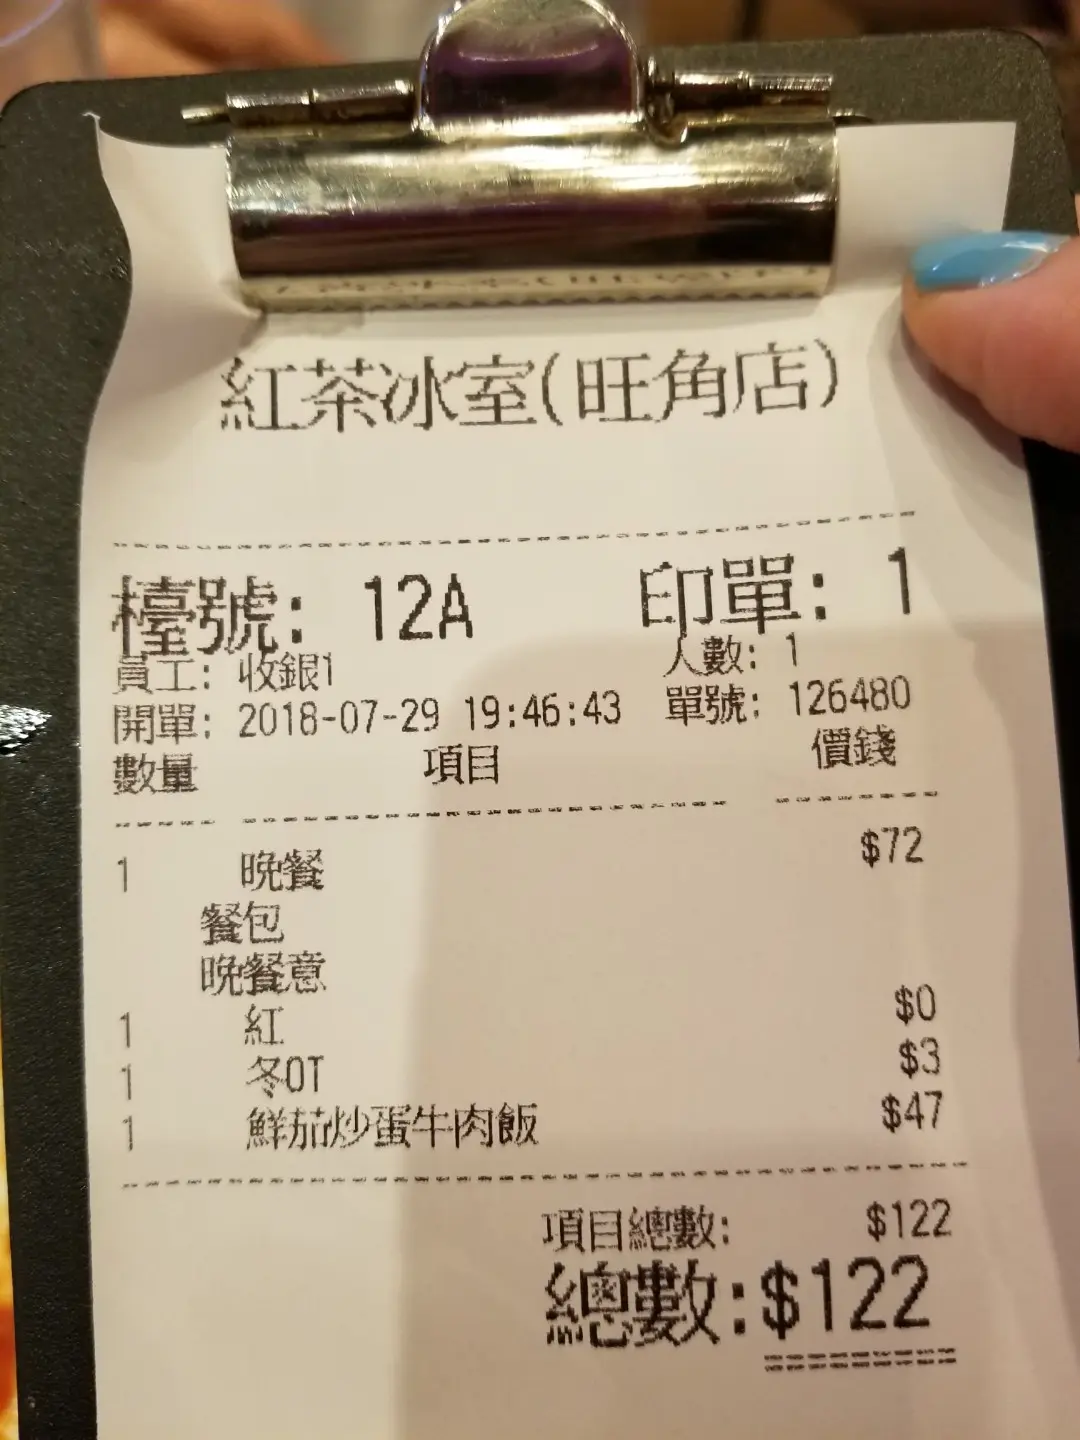 紅茶冰室(旺角店)
檯號: 12A 印單: 1
員工: 收銀1 人數: 1
開單: 2018-07-29 19:46:43 單號: 126480
數量 項目 價錢
1 晚餐 $72
餐包
晚餐意
1 紅 $0
1 冬OT $3
1 鮮茄炒蛋牛肉飯 $47
項目總數: $122
總數:$122